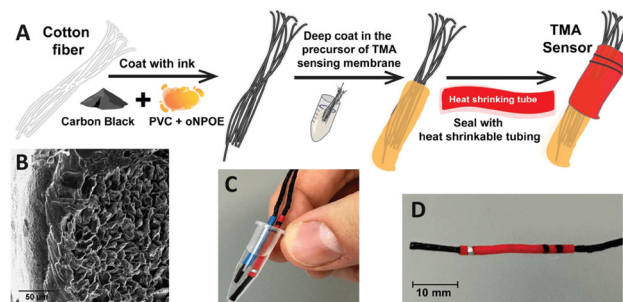 A
Cotton
fiber
Coat with ink
Carbon Black
PVC + oNPOE
Deep coat in the
precursor of TMA
sensing membrane
TMA
Sensor
Heat shrinking tube
Seal with
heat shrinkable tubing
B
50 µm
C
D
10 mm